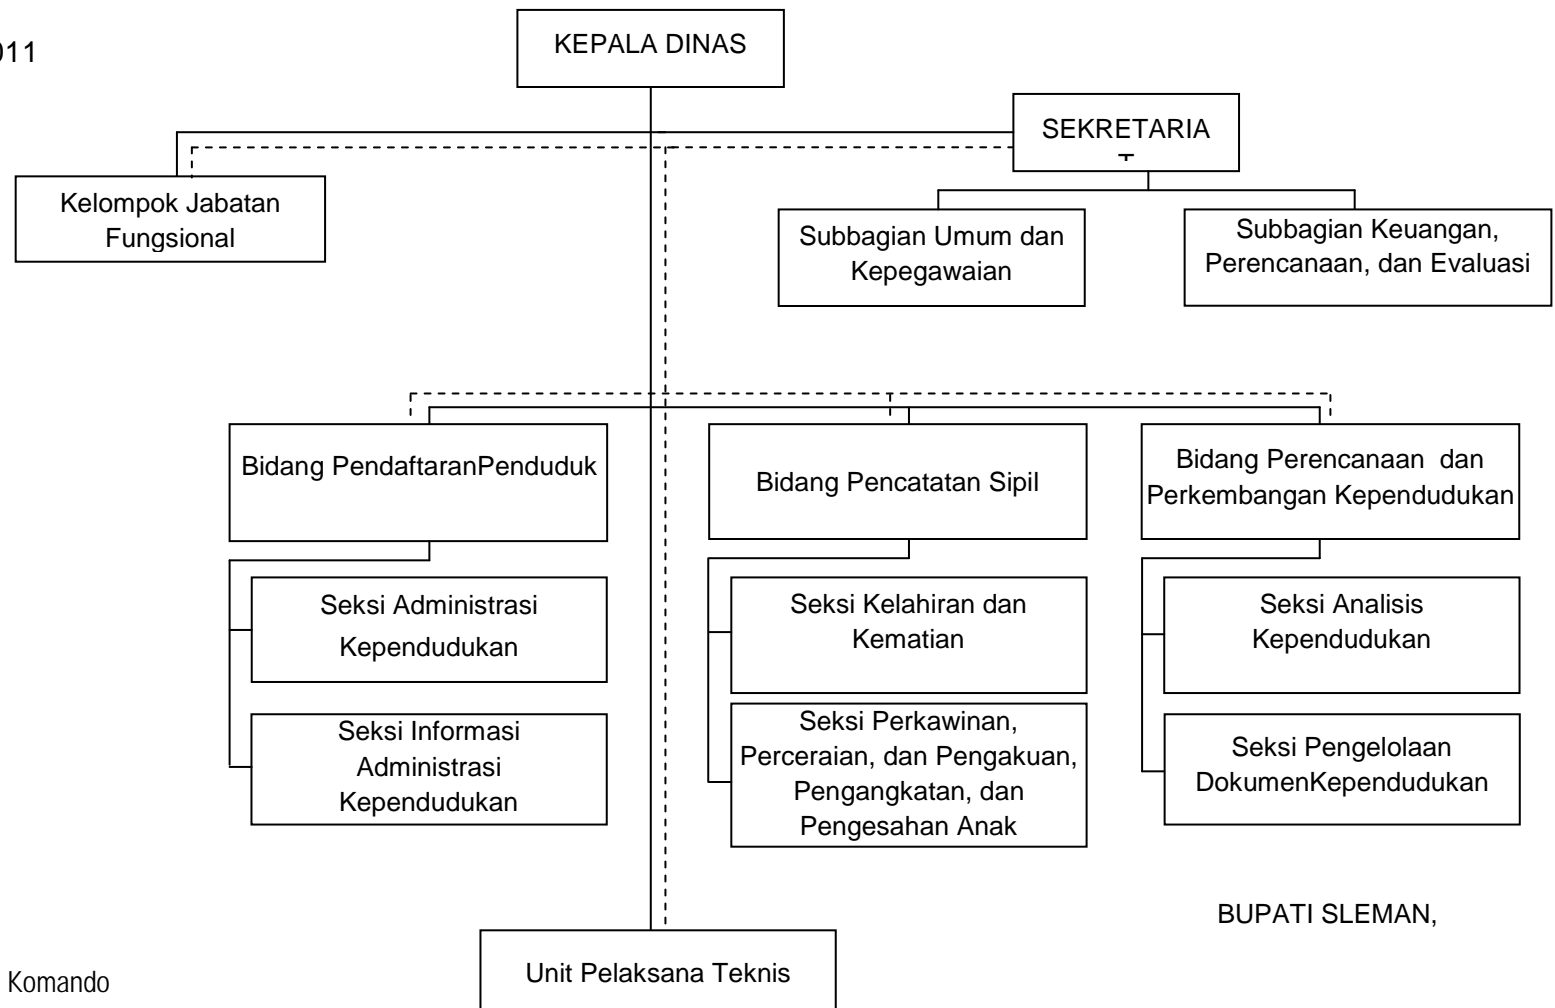 011
KEPALA DINAS
SEKRETARIA
T
Kelompok Jabatan
Fungsional
Subbagian Umum dan
Kepegawaian
Subbagian Keuangan,
Perencanaan, dan Evaluasi
Bidang PendaftaranPenduduk
Bidang Pencatatan Sipil
Bidang Perencanaan dan
Perkembangan Kependudukan
Seksi Administrasi
Kependudukan
Seksi Kelahiran dan
Kematian
Seksi Analisis
Kependudukan
Seksi Informasi
Administrasi
Kependudukan
Seksi Perkawinan,
Perceraian, dan Pengakuan,
Pengangkatan, dan
Pengesahan Anak
Seksi Pengelolaan
DokumenKependudukan
BUPATI SLEMAN,
Unit Pelaksana Teknis
Komando